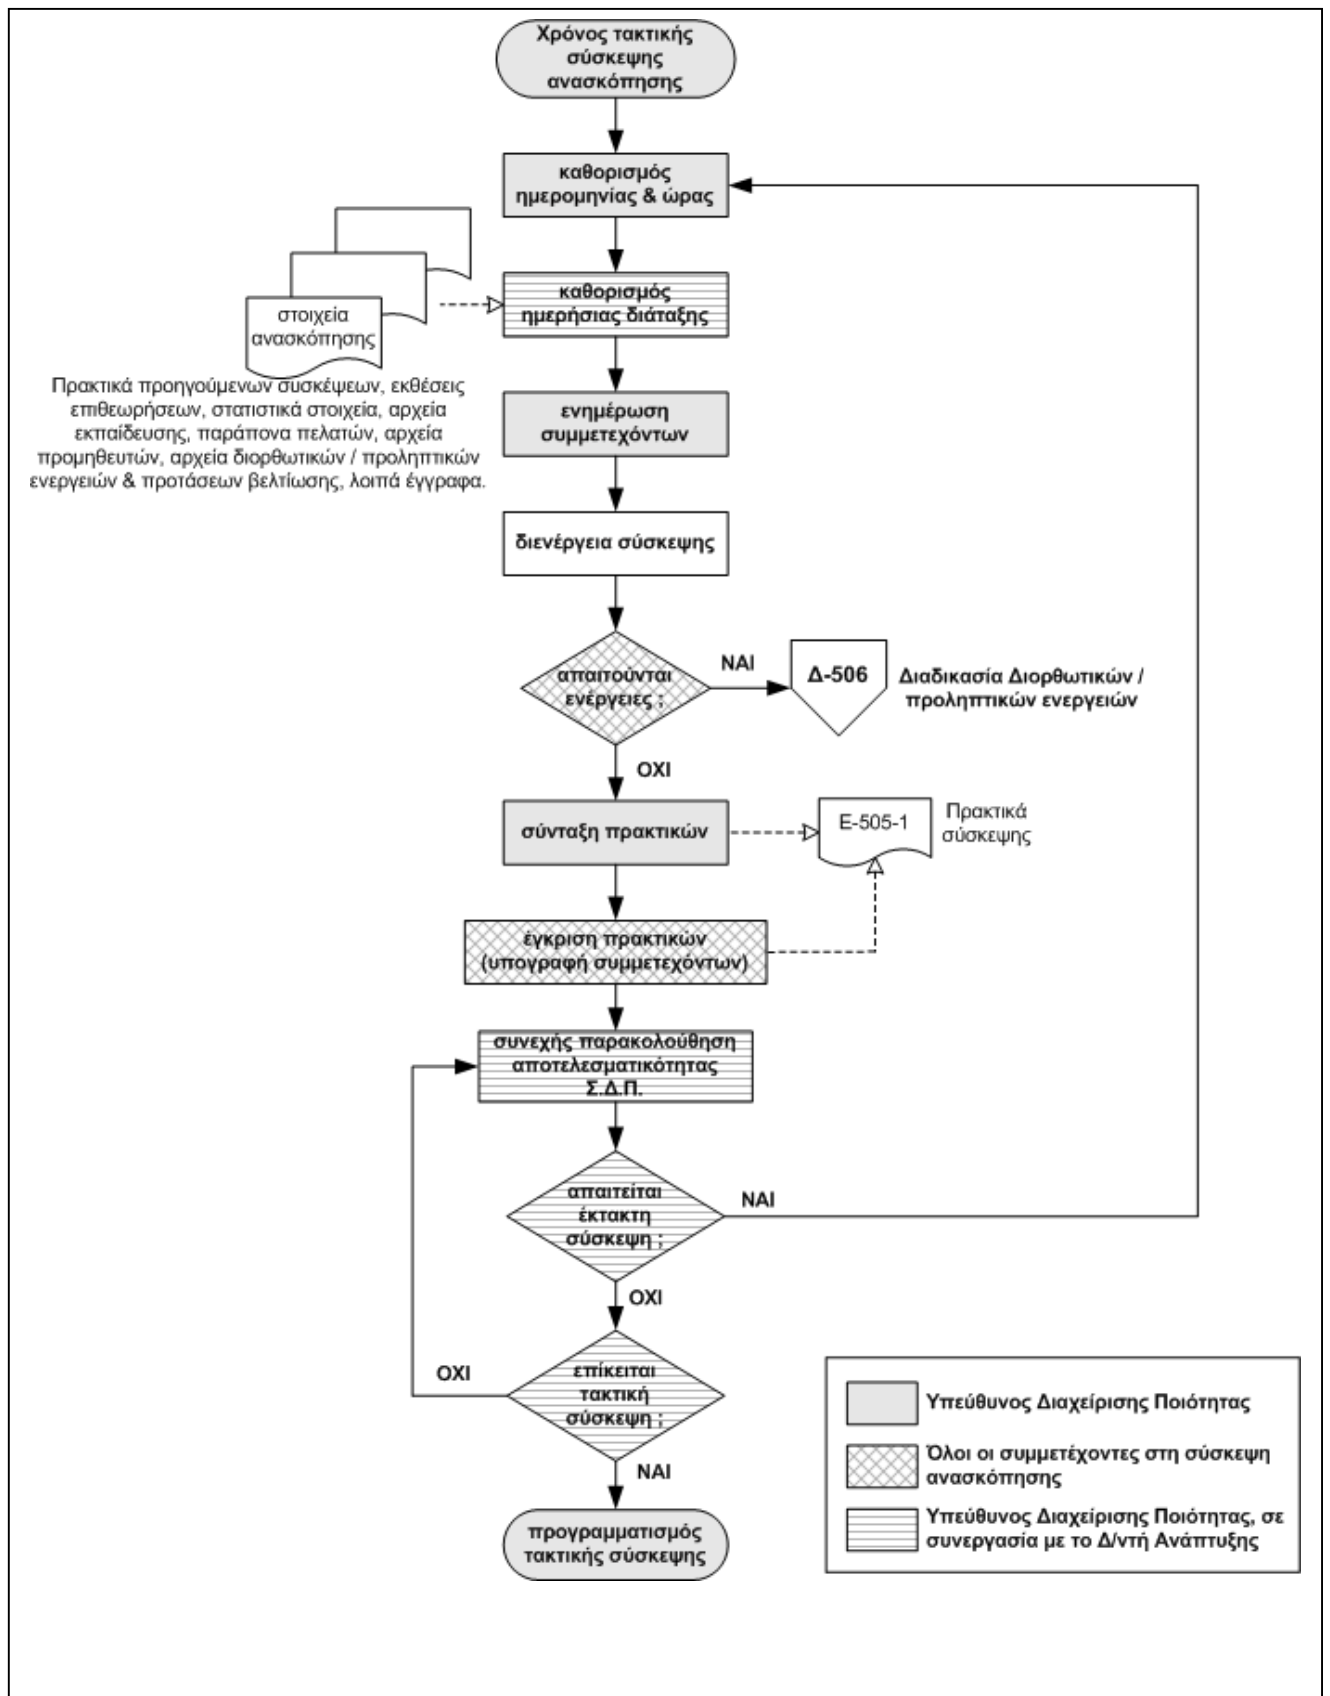 Χρόνος τακτικής
σύσκεψης
ανασκόπησης
καθορισμός
ημερομηνίας & ώρας
καθορισμός
ημερήσιας διάταξης
στοιχεία
ανασκόπησης
Πρακτικά προηγούμενων συσκέψεων, εκθέσεις
επιθεωρήσεων, στατιστικά στοιχεία, αρχεία
εκπαίδευσης, παράπονα πελατών, αρχεία
προμηθευτών, αρχεία διορθωτικών / προληπτικών
ενεργειών & προτάσεων βελτίωσης, λοιπά έγγραφα.
ενημέρωση
συμμετεχόντων
διενέργεια σύσκεψης
απαιτούνται
ενέργειες ;
ΝΑΙ
Δ-506
Διαδικασία Διορθωτικών /
προληπτικών ενεργειών
ΟΧΙ
σύνταξη πρακτικών
Ε-505-1
Πρακτικά
σύσκεψης
έγκριση πρακτικών
(υπογραφή συμμετεχόντων)
συνεχής παρακολούθηση
αποτελεσματικότητας
Σ.Δ.Π.
απαιτείται
έκτακτη
σύσκεψη ;
ΝΑΙ
ΟΧΙ
επίκειται
τακτική
σύσκεψη ;
ΟΧΙ
ΝΑΙ
προγραμματισμός
τακτικής σύσκεψης
Υπεύθυνος Διαχείρισης Ποιότητας
Όλοι οι συμμετέχοντες στη σύσκεψη
ανασκόπησης
Υπεύθυνος Διαχείρισης Ποιότητας, σε
συνεργασία με το Δ/ντή Ανάπτυξης